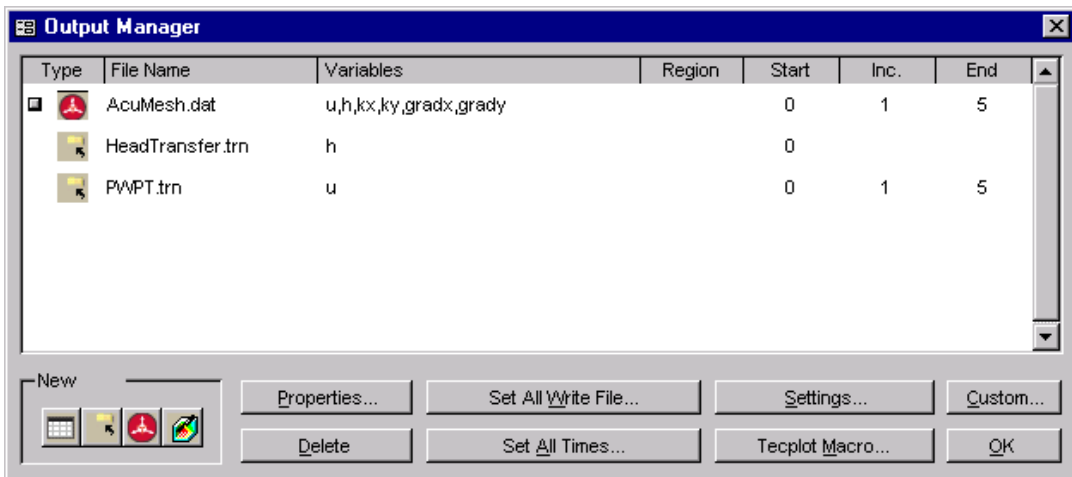 Output Manager
Type File Name Variables Region Start Inc. End
AcuMesh.dat u,h,kx,ky,gradx,grady 0 1 5
HeadTransfer.trn h 0
PWPT.trn u 0 1 5
New
Properties... Set All Write File... Settings... Custom...
Delete Set All Times... Tecplot Macro... OK